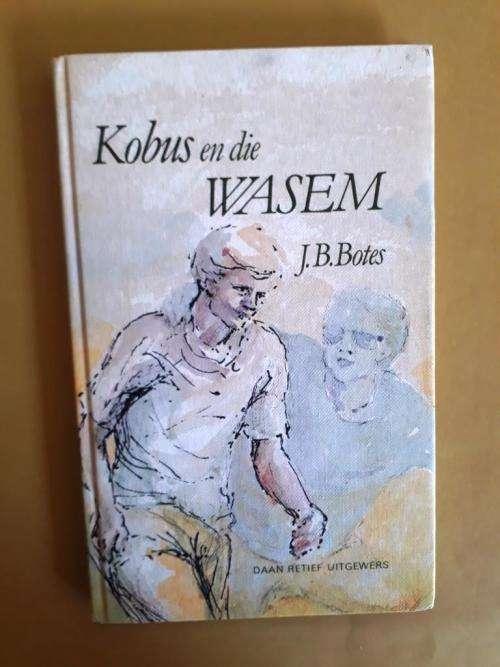 Kobus en die
WASEM
J.B.Botes
DAAN RETIEF UITGEWERS